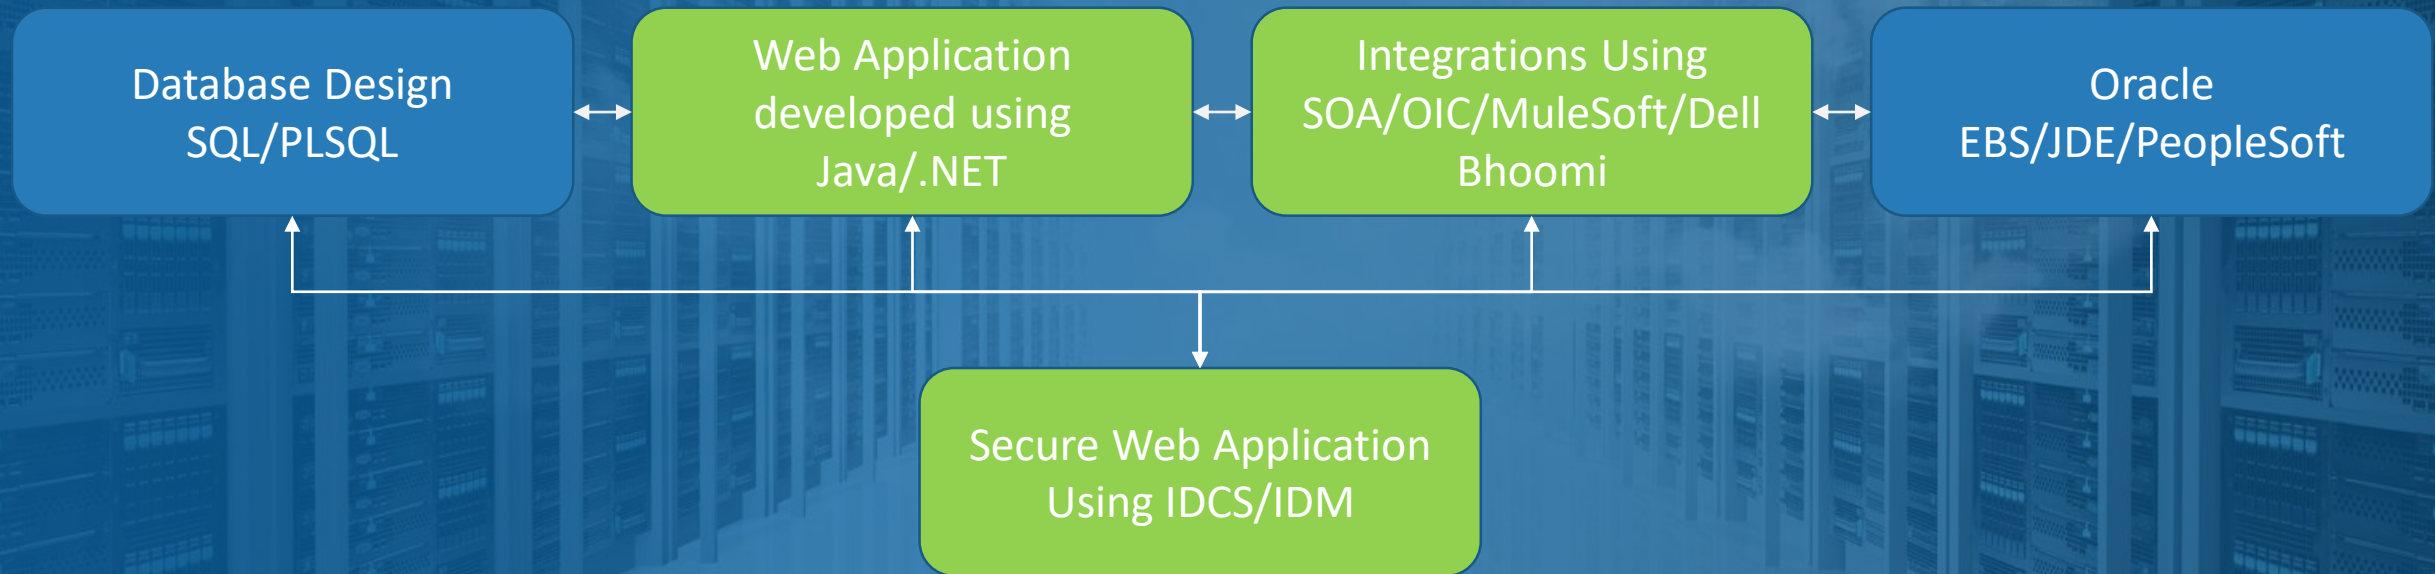 Database Design
SQL/PLSQL
Web Application
developed using
Java/.NET
Integrations Using
SOA/OIC/MuleSoft/Dell
Bhoomi
Oracle
EBS/JDE/PeopleSoft
Secure Web Application
Using IDCS/IDM